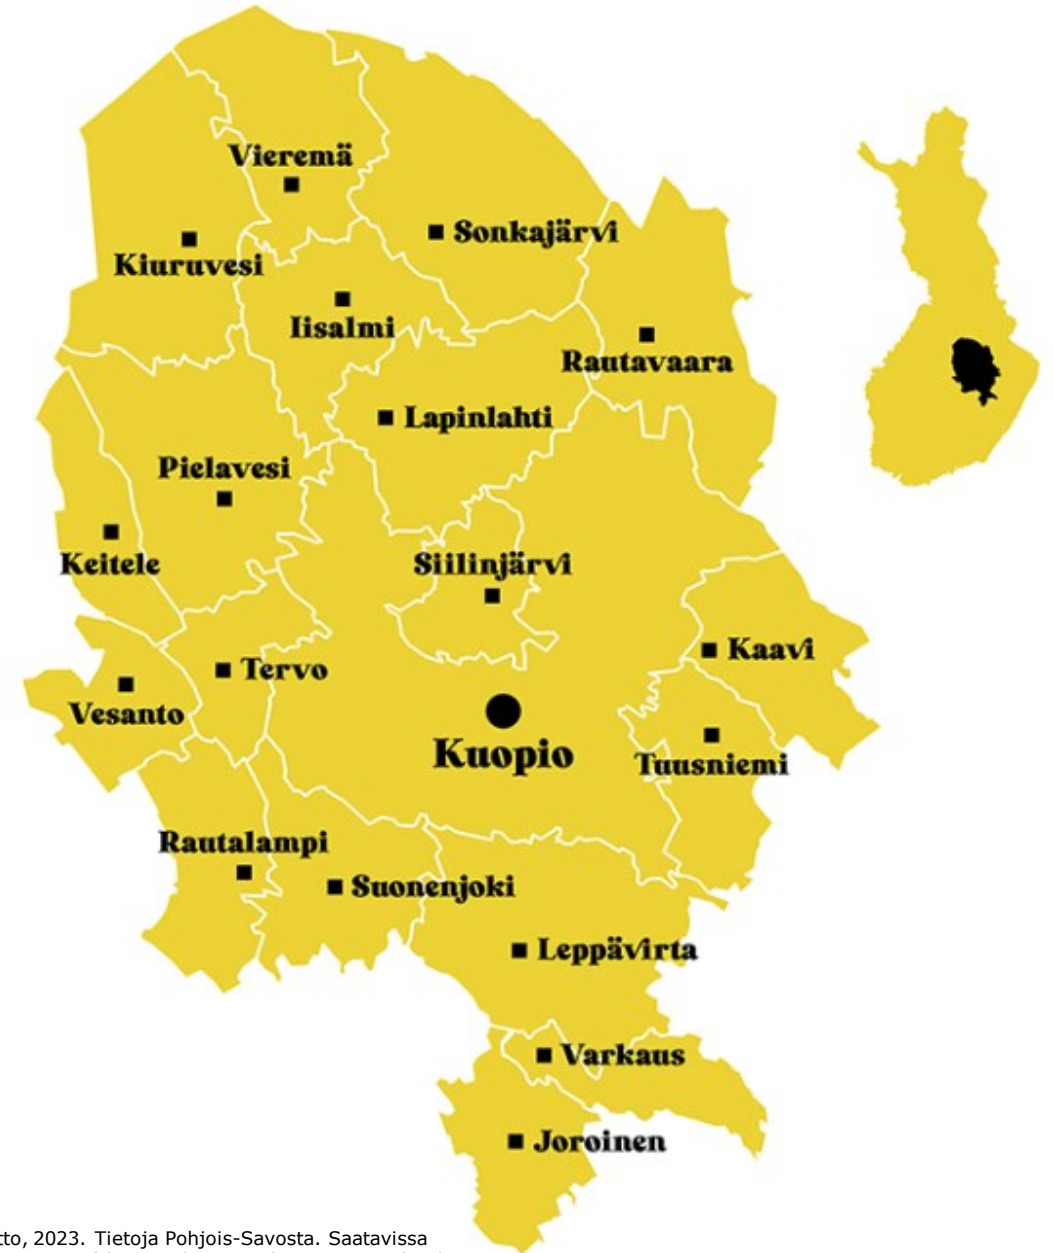 Vieremä
Sonkajärvi
Kiuruvesi
Iisalmi
Rautavaara
Lapinlahti
Pielavesi
Keitele
Siilinjärvi
Kaavi
Tervo
Vesanto
Kuopio
Tuusniemi
Rautalampi
Suonenjoki
Leppävirta
Varkaus
Joroinen
tto, 2023. Tietoja Pohjois-Savosta. Saatavissa